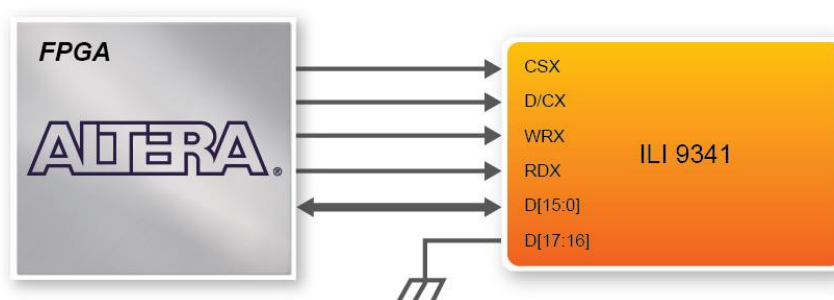 FPGA
ALTERA®
CSX
D/CX
WRX
RDX
D[15:0]
D[17:16]
ILI 9341